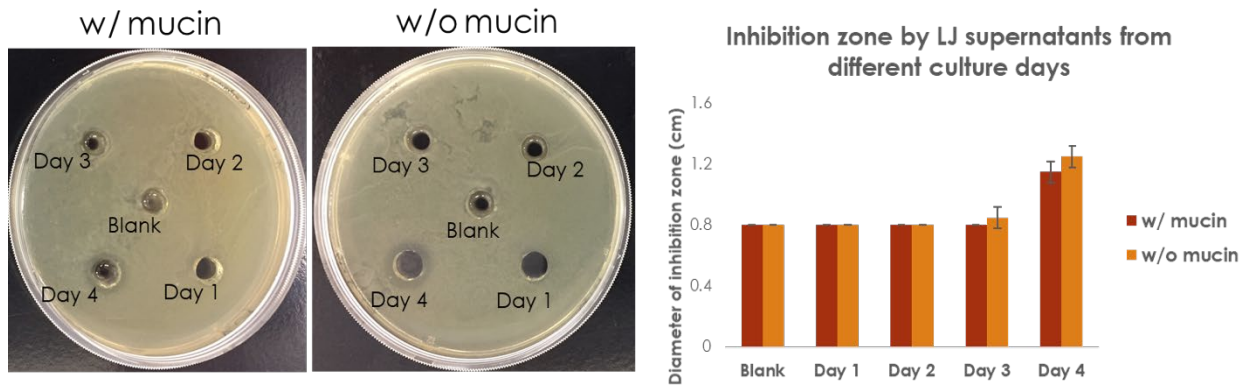 w/ mucin
w/o mucin
Day 3
Day 2
Blank
Day 4
Day 1
Day 3
Day 2
Blank
Day 4
Day 1
Inhibition zone by LJ supernatants from
different culture days
Diameter of inhibition zone (cm)
1.6
1.2
0.8
0.4
0
Blank
Day 1
Day 2
Day 3
Day 4
w/ mucin
w/o mucin